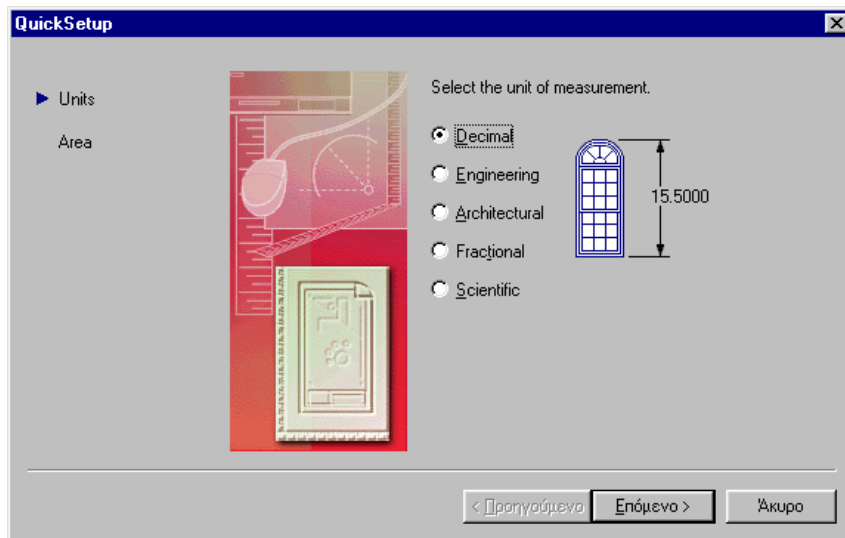 QuickSetup
Units
Area
Select the unit of measurement.
Decimal
Engineering
Architectural
Fractional
Scientific
15.5000
< Προηγούμενο
Επόμενο >
Άκυρο